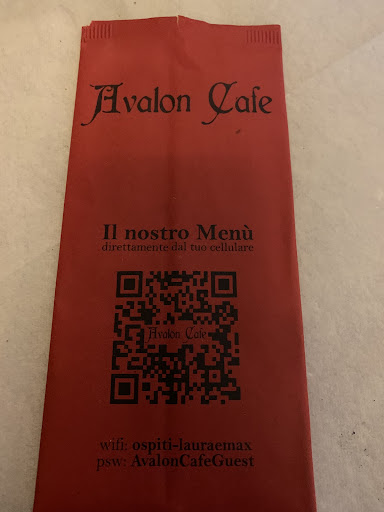 Avalon Cafe
Il nostro Menù
direttamente dal tuo cellulare
Avalon Cafe
wifi: ospiti-lauraemax
psw: AvalonCafeGuest